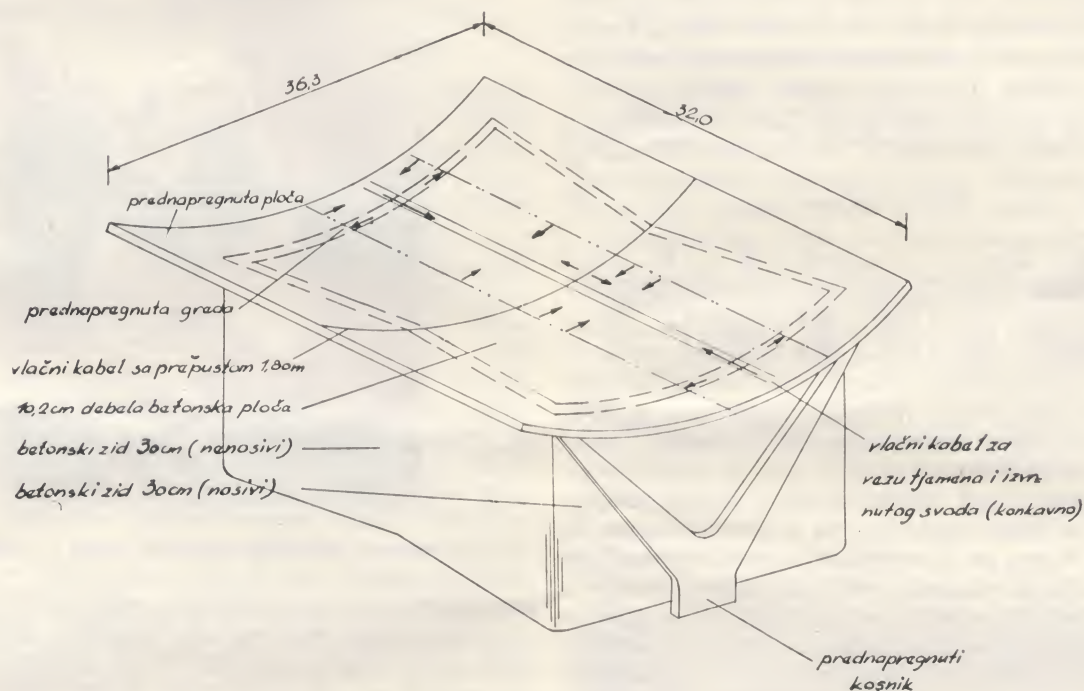 36,3
32,0
prednapregnuta ploča
prednapregnuta greda
vlačni kabel sa prepustom 1,80m
10,2cm debela betonska ploča
betonski zid 30cm (nenosivi)
betonski zid 30cm (nosivi)
vlačni kabel za
vezu tjemena i izvr-
nutog svoda (konkavno)
prednapregnuti
kosnik